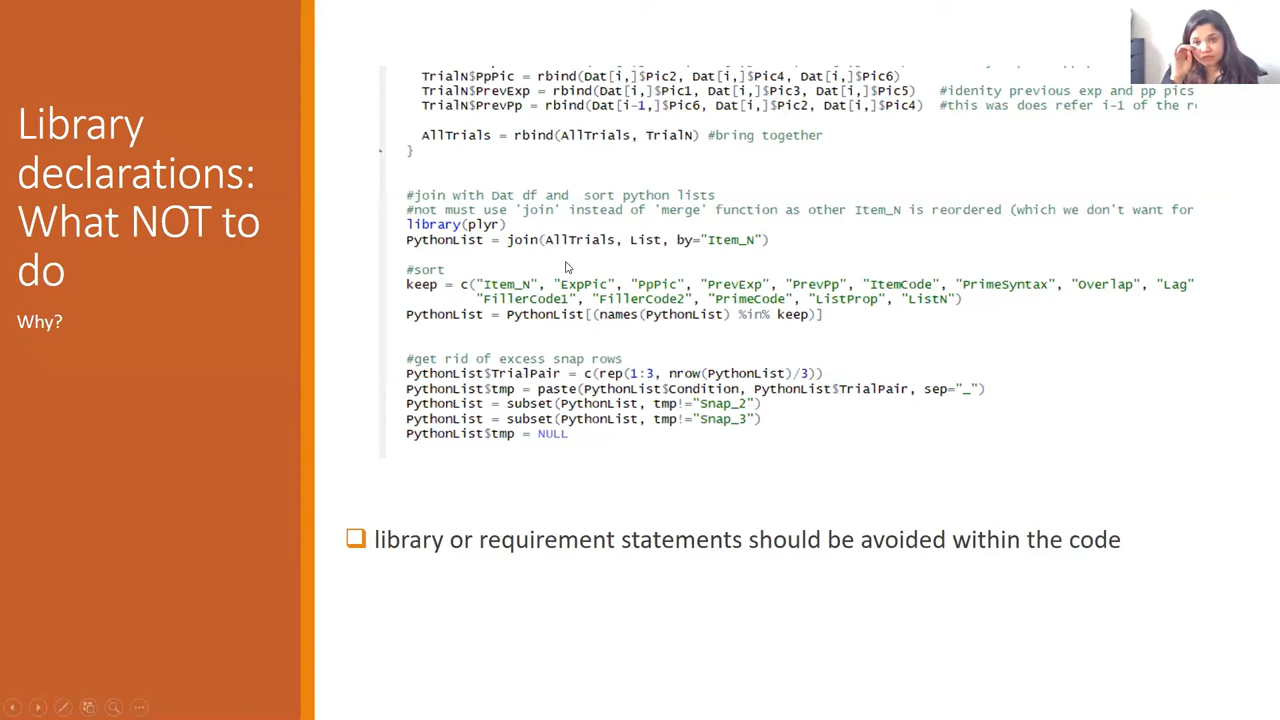 Library
declarations:
What NOT to
do
Why?
TrialN$PpPic = rbind(Dat[i,]$Pic2, Dat[i,]$Pic4, Dat[i,]$Pic6)
TrialN$PrevExp = rbind(Dat[i,]$Pic1, Dat[i,]$Pic3, Dat[i,]$Pic5) #idenity previous exp and pp pics
TrialN$PrevPp = rbind(Dat[i-1,]$Pic6, Dat[i,]$Pic2, Dat[i,]$Pic4) #this was does refer i-1 of the
AllTrials = rbind(AllTrials, TrialN) #bring together
}
#join with Dat df and sort python lists
#not must use 'join' instead of 'merge' function as other Item_N is reordered (which we don't want for
library(plyr)
PythonList = join(AllTrials, List, by="Item_N")
#sort
keep = c("Item_N", "ExpPic", "PpPic", "PrevExp", "PrevPp", "ItemCode", "PrimeSyntax", "Overlap", "Lag"
"FillerCode1", "FillerCode2", "PrimeCode", "ListProp", "ListN")
PythonList = PythonList[(names(PythonList) %in% keep)]
#get rid of excess snap rows
PythonList$TrialPair = c(rep(1:3, nrow(PythonList)/3))
PythonList$tmp = paste(PythonList$Condition, PythonList$TrialPair, sep="_")
PythonList = subset(PythonList, tmp!="Snap_2")
PythonList = subset(PythonList, tmp!="Snap_3")
PythonList$tmp = NULL
library or requirement statements should be avoided within the code